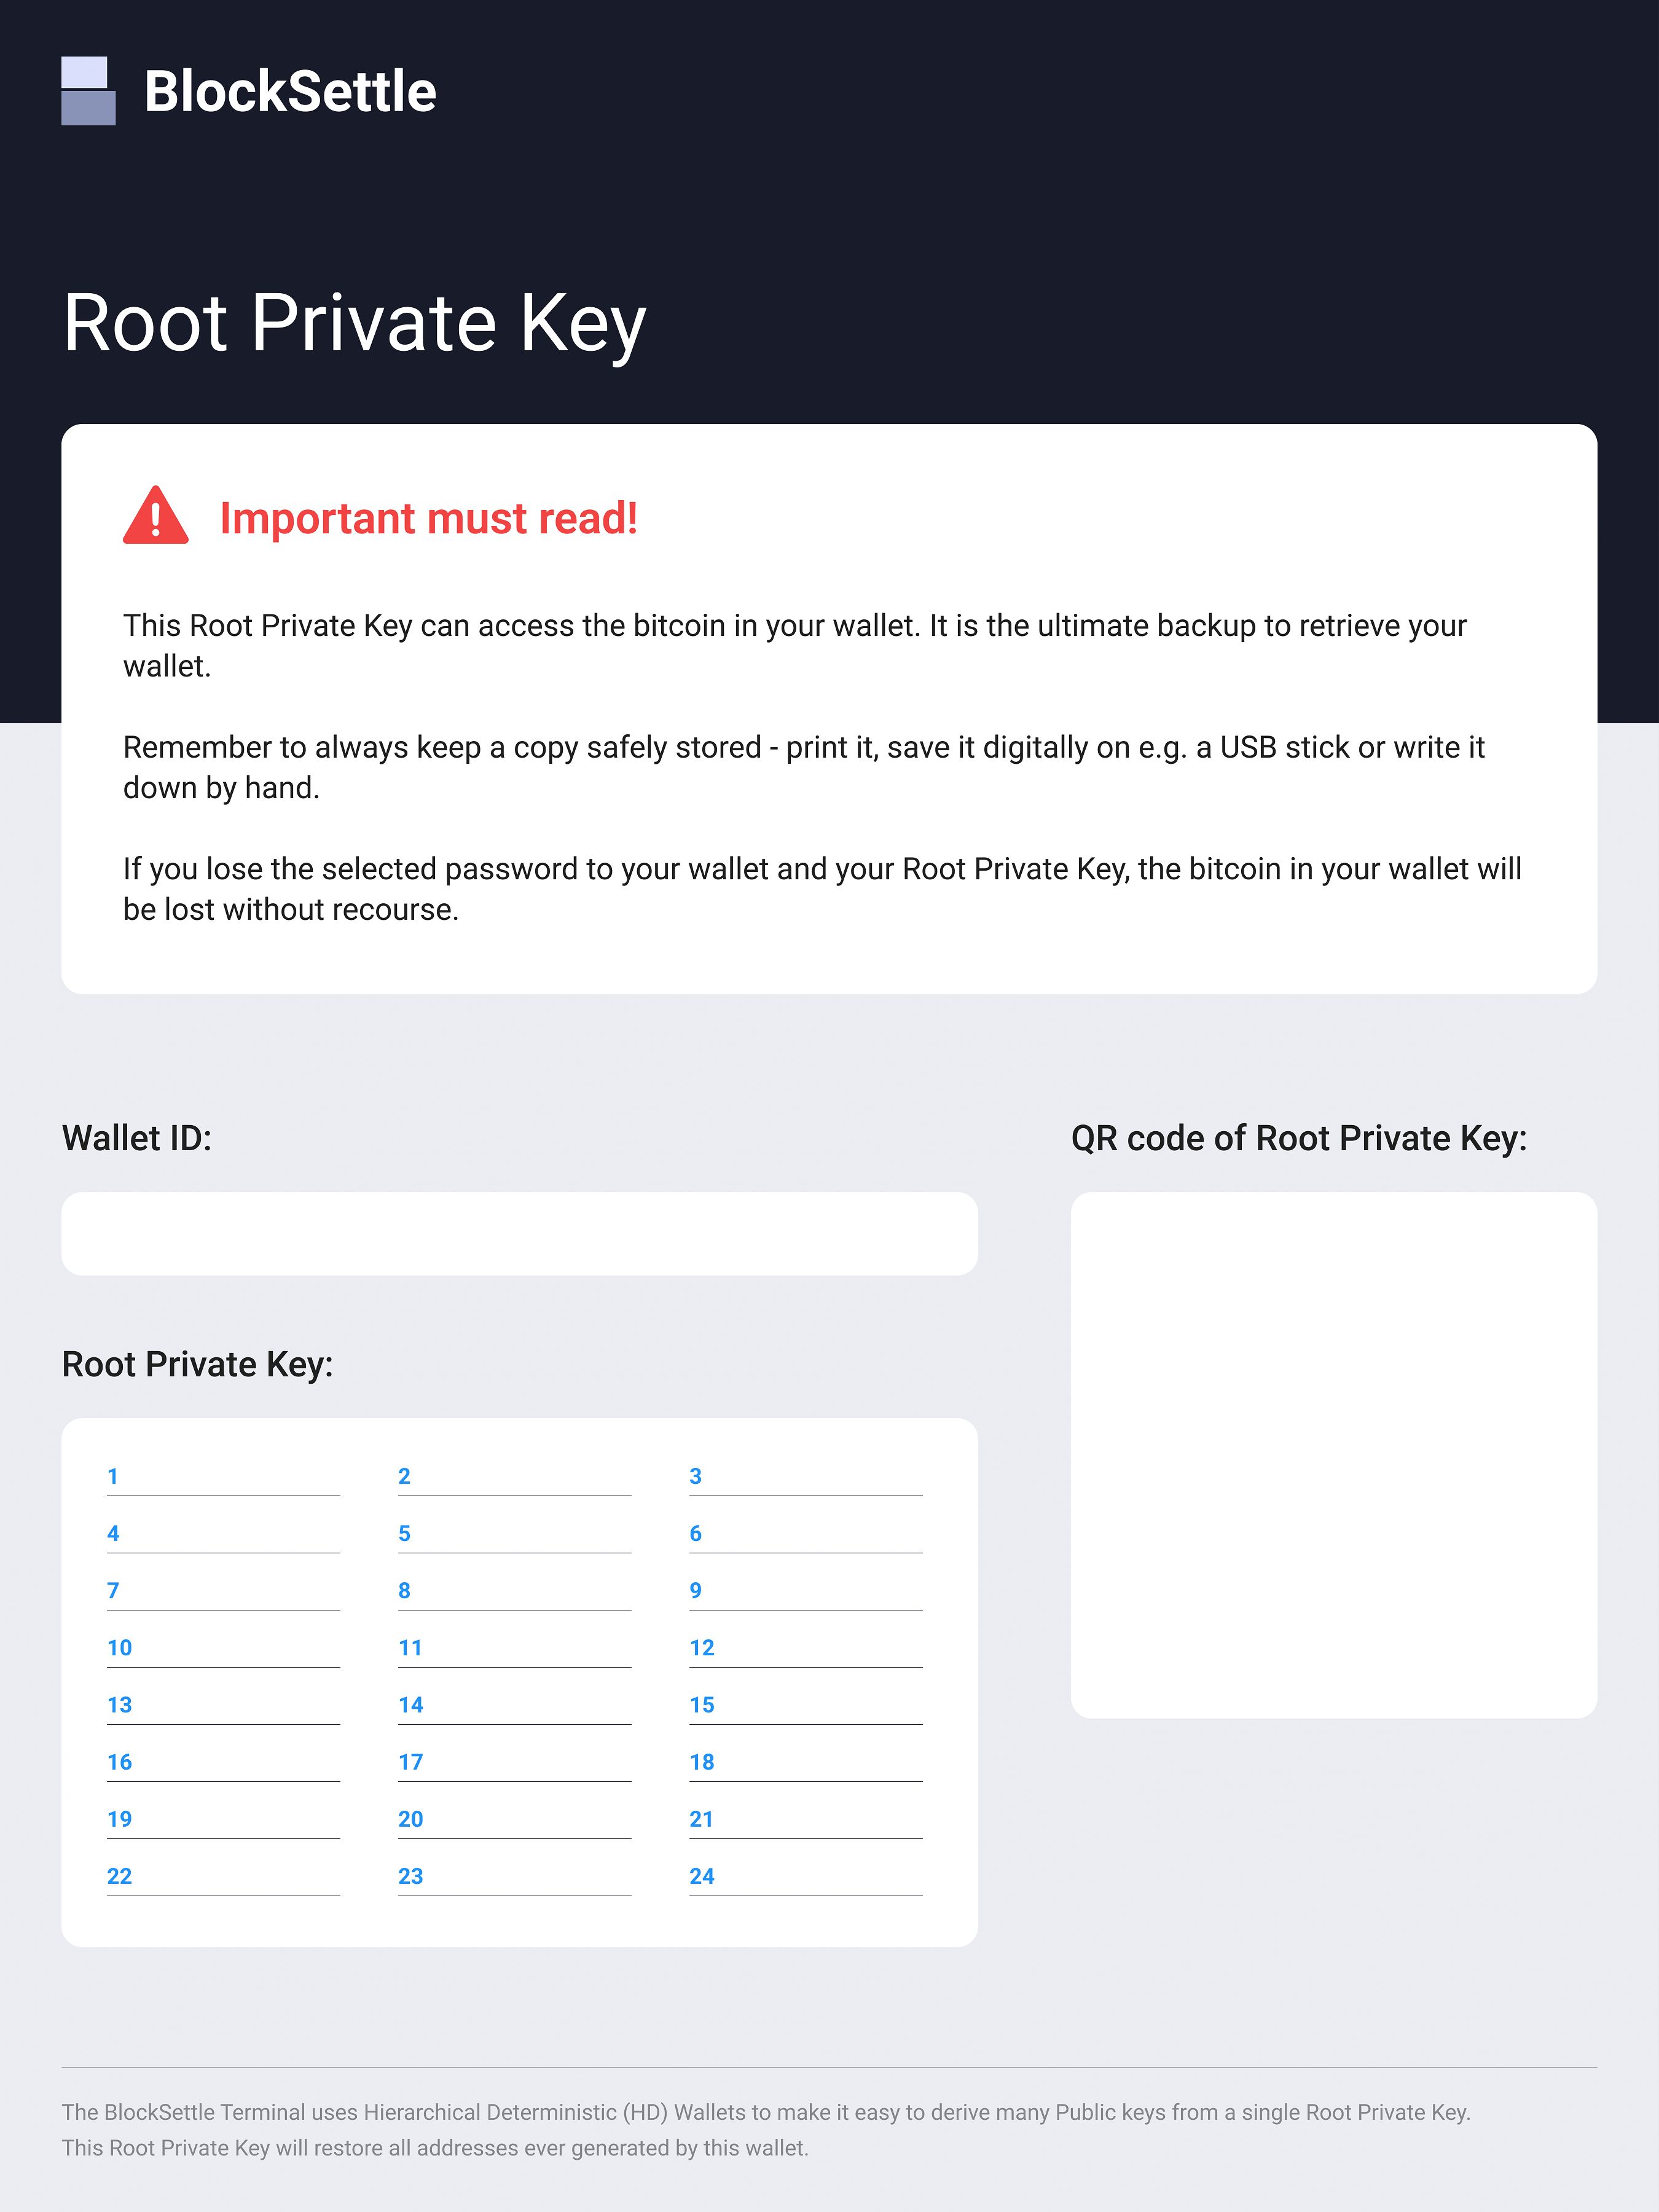 BlockSettle
Root Private Key
Important must read!
This Root Private Key can access the bitcoin in your wallet. It is the ultimate backup to retrieve your
wallet.
Remember to always keep a copy safely stored - print it, save it digitally on e.g. a USB stick or write it
down by hand.
If you lose the selected password to your wallet and your Root Private Key, the bitcoin in your wallet will
be lost without recourse.
Wallet ID:
QR code of Root Private Key:
Root Private Key:
1 2 3
4 5 6
7 8 9
10 11 12
13 14 15
16 17 18
19 20 21
22 23 24
The BlockSettle Terminal uses Hierarchical Deterministic (HD) Wallets to make it easy to derive many Public keys from a single Root Private Key.
This Root Private Key will restore all addresses ever generated by this wallet.